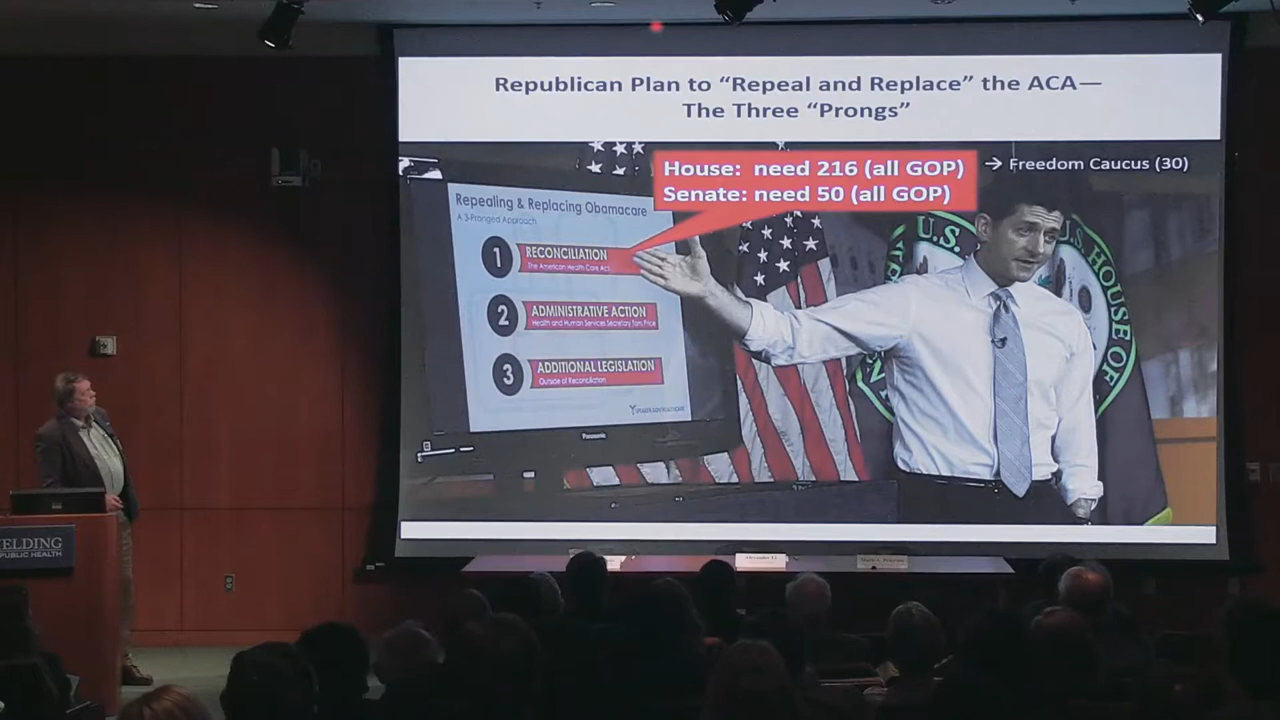 Republican Plan to “Repeal and Replace” the ACA—
The Three “Prongs”
House: need 216 (all GOP)
Senate: need 50 (all GOP)
→ Freedom Caucus (30)
Repealing & Replacing Obamacare
A 3-Pronged Approach
1
RECONCILIATION
The American Health Care Act
2
ADMINISTRATIVE ACTION
Health and Human Services Secretary Tom Price
3
ADDITIONAL LEGISLATION
Outside of Reconciliation
Panasonic
U.S.
U.S. HOUSE OF
IELDING
PUBLIC HEALTH